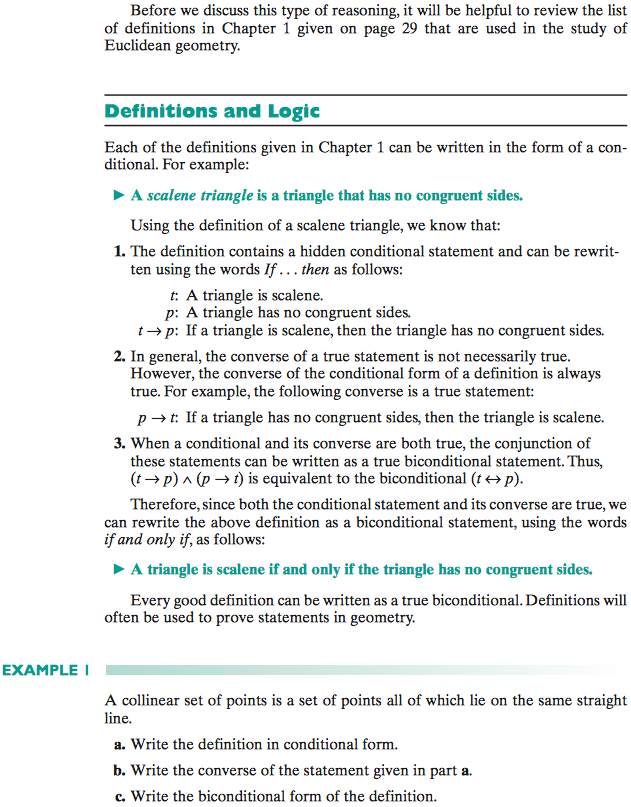 Before we discuss this type of reasoning, it will be helpful to review the list
of definitions in Chapter 1 given on page 29 that are used in the study of
Euclidean geometry.
Definitions and Logic
Each of the definitions given in Chapter 1 can be written in the form of a con-
ditional. For example:
► A scalene triangle is a triangle that has no congruent sides.
Using the definition of a scalene triangle, we know that:
1. The definition contains a hidden conditional statement and can be rewrit-
ten using the words If . . . then as follows:
t: A triangle is scalene.
p: A triangle has no congruent sides.
t → p: If a triangle is scalene, then the triangle has no congruent sides.
2. In general, the converse of a true statement is not necessarily true.
However, the converse of the conditional form of a definition is always
true. For example, the following converse is a true statement:
p → t: If a triangle has no congruent sides, then the triangle is scalene.
3. When a conditional and its converse are both true, the conjunction of
these statements can be written as a true biconditional statement. Thus,
(t → p) ∧ (p → t) is equivalent to the biconditional (t ↔ p).
Therefore, since both the conditional statement and its converse are true, we
can rewrite the above definition as a biconditional statement, using the words
if and only if, as follows:
► A triangle is scalene if and only if the triangle has no congruent sides.
Every good definition can be written as a true biconditional. Definitions will
often be used to prove statements in geometry.
EXAMPLE 1
A collinear set of points is a set of points all of which lie on the same straight
line.
a. Write the definition in conditional form.
b. Write the converse of the statement given in part a.
c. Write the biconditional form of the definition.